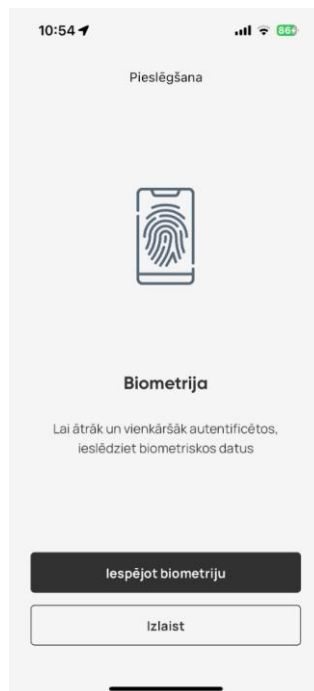 10:54
86
Pieslēgšana
Biometrija
Lai ātrāk un vienkāršāk autentificētos,
ieslēdziet biometriskos datus
Iespējot biometriju
Izlaist